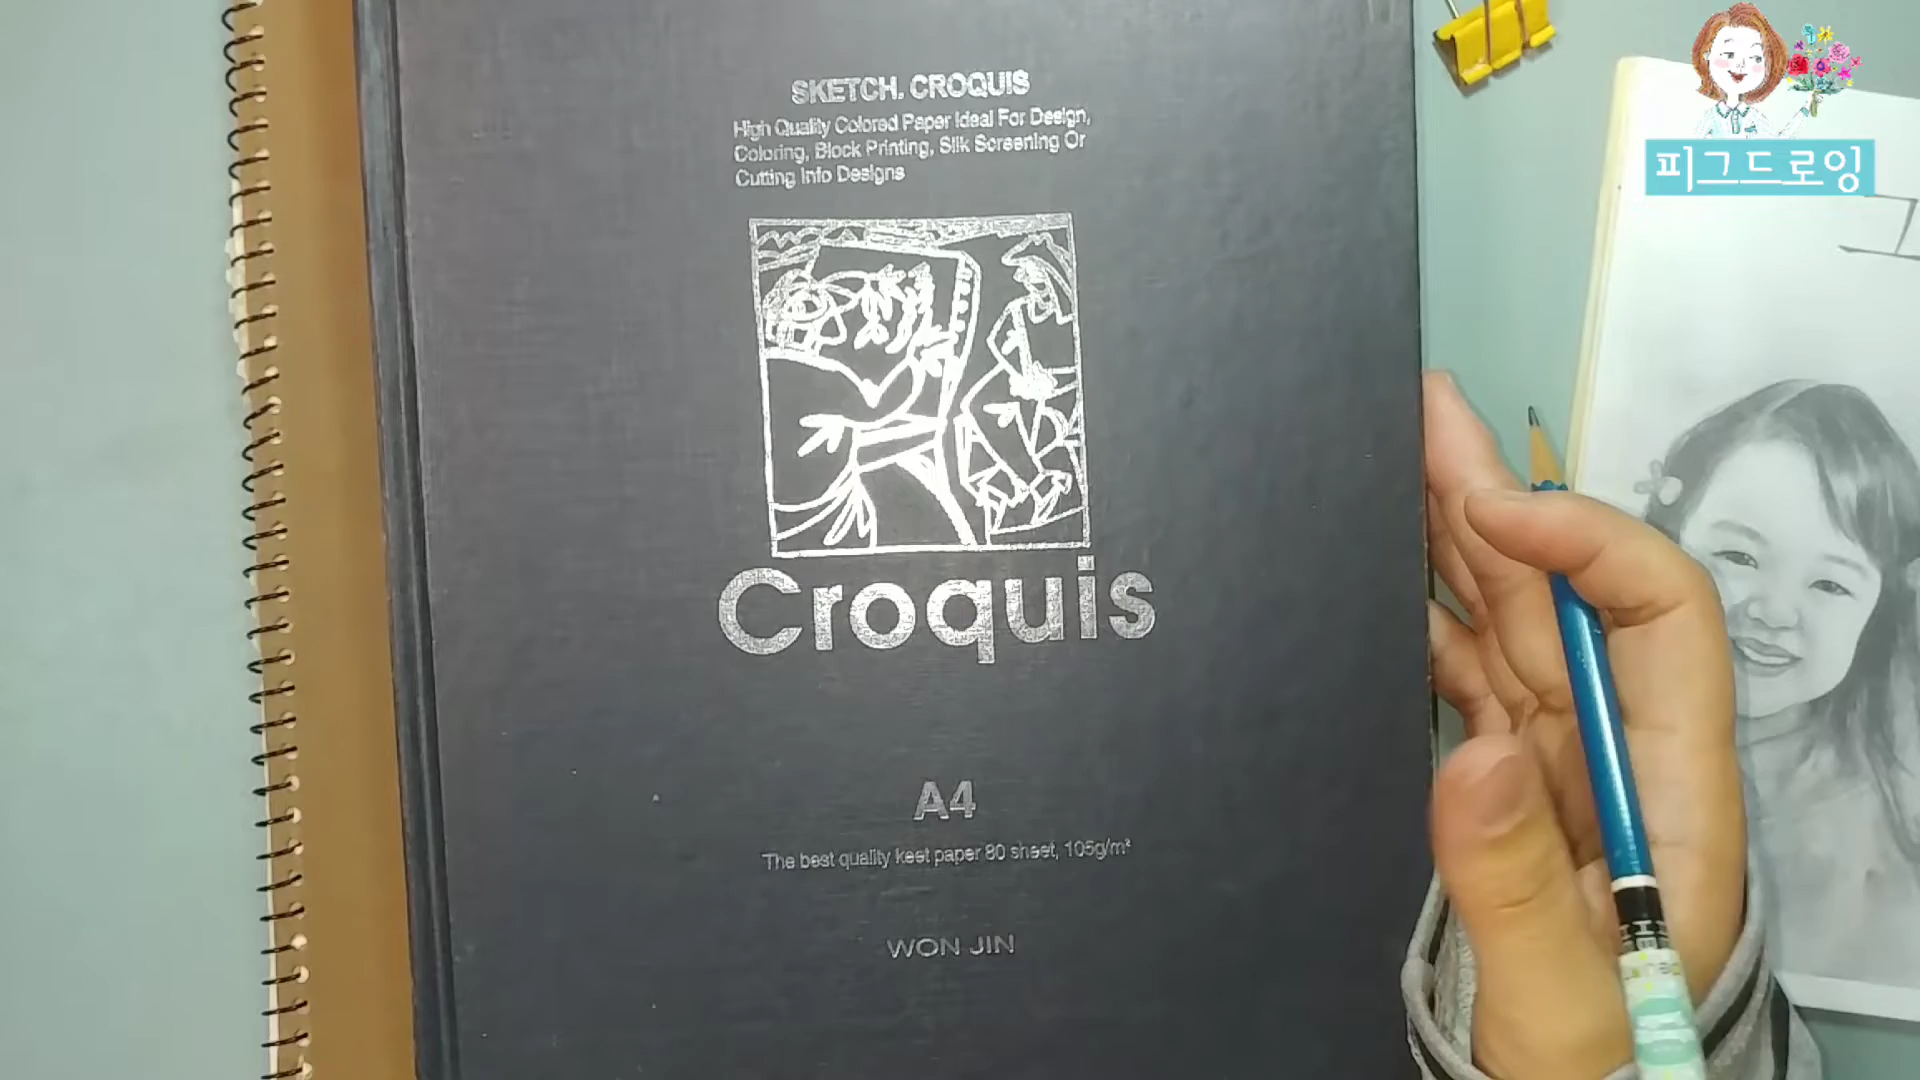 SKETCH. CROQUIS
High Quality Colored Paper Ideal For Design,
Coloring, Block Printing, Silk Screening Or
Cutting Info Designs
Croquis
A4
The best quality keet paper 80 sheet, 105g/m²
WON JIN
피그드로잉